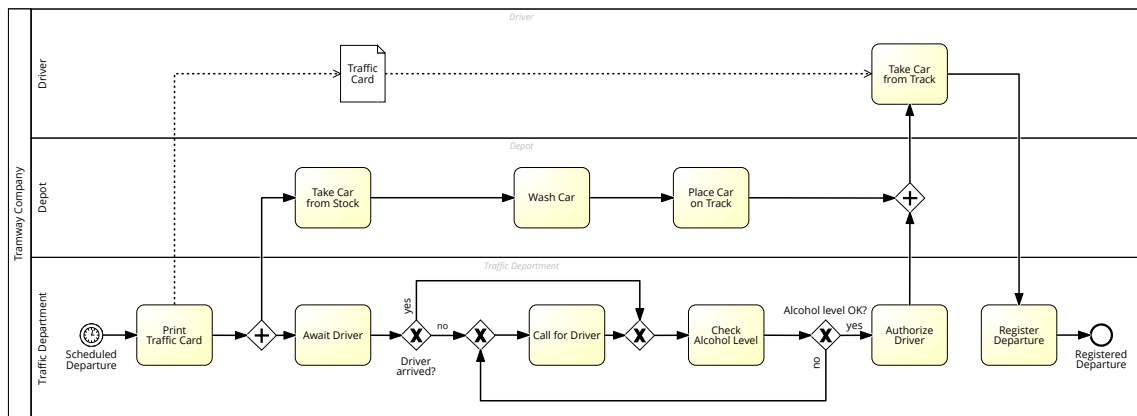 Tramway Company
Driver
Driver
Traffic
Card
Take Car
from Track
Depot
Depot
Take Car
from Stock
Wash Car
Place Car
on Track
Traffic Department
Traffic Department
Scheduled
Departure
Print
Traffic Card
Await Driver
yes
no
Driver
arrived?
Call for Driver
Check
Alcohol Level
Alcohol level OK?
yes
no
Authorize
Driver
Register
Departure
Registered
Departure